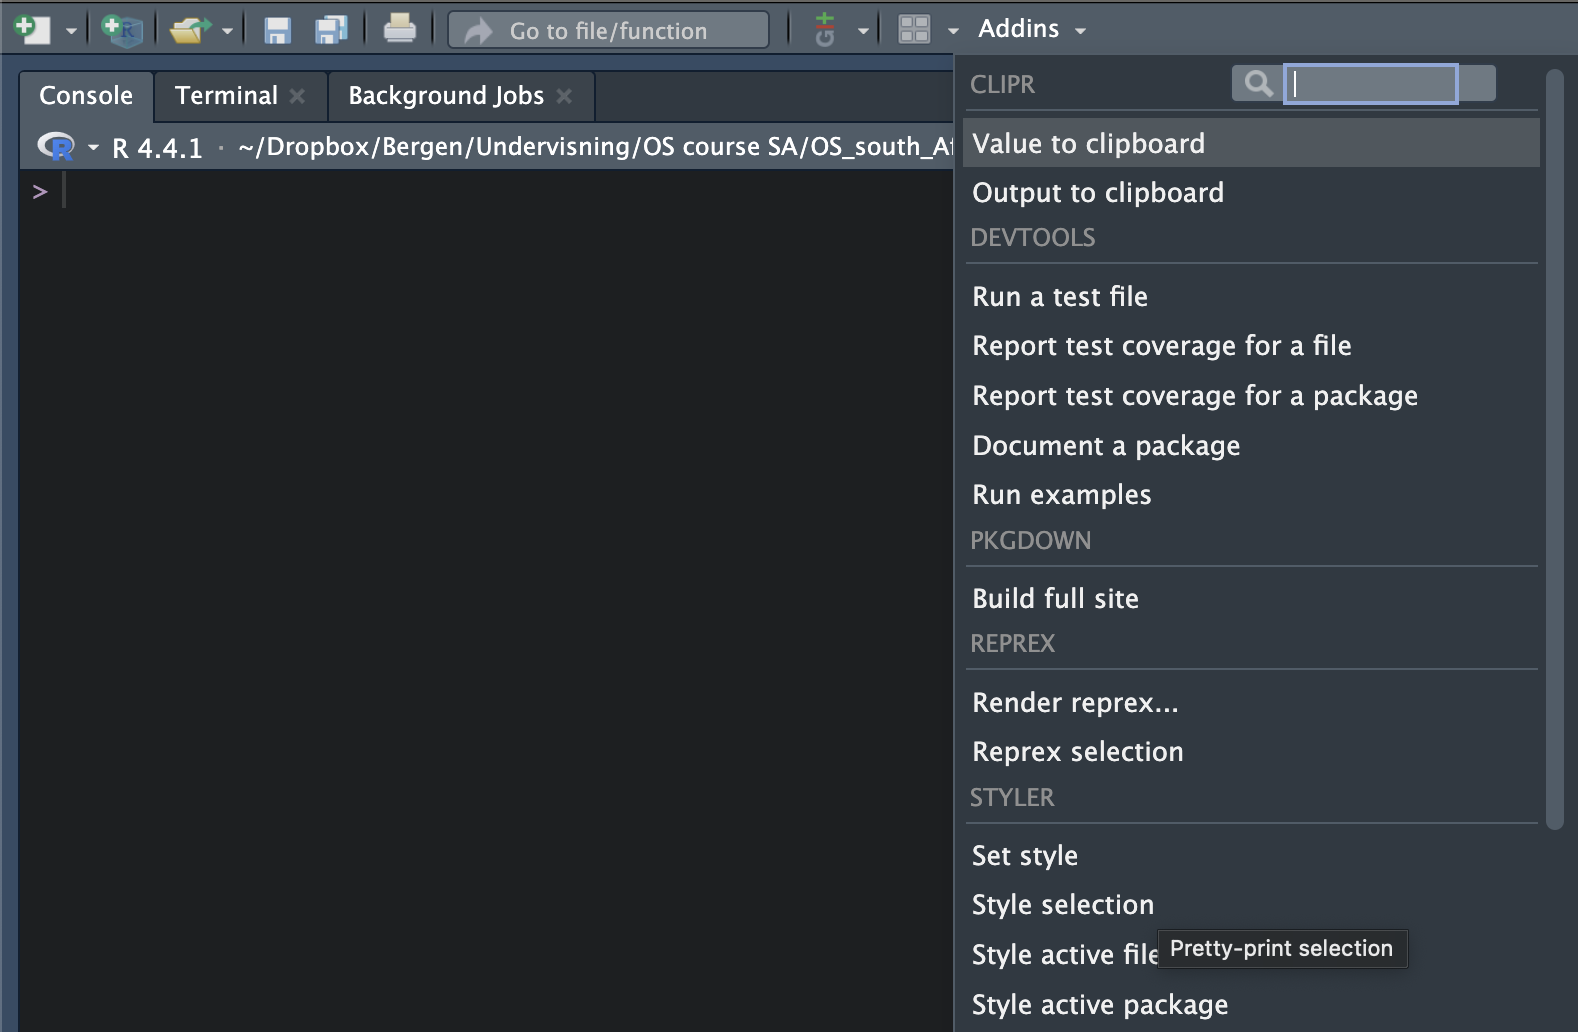 Go to file/function
Addins
Console
Terminal
Background Jobs
R 4.4.1 · ~/Dropbox/Bergen/Undervisning/OS course SA/OS_south_Af
>
CLIPR
Value to clipboard
Output to clipboard
DEVTOOLS
Run a test file
Report test coverage for a file
Report test coverage for a package
Document a package
Run examples
PKGDOWN
Build full site
REPREX
Render reprex...
Reprex selection
STYLER
Set style
Style selection
Style active file
Pretty-print selection
Style active package